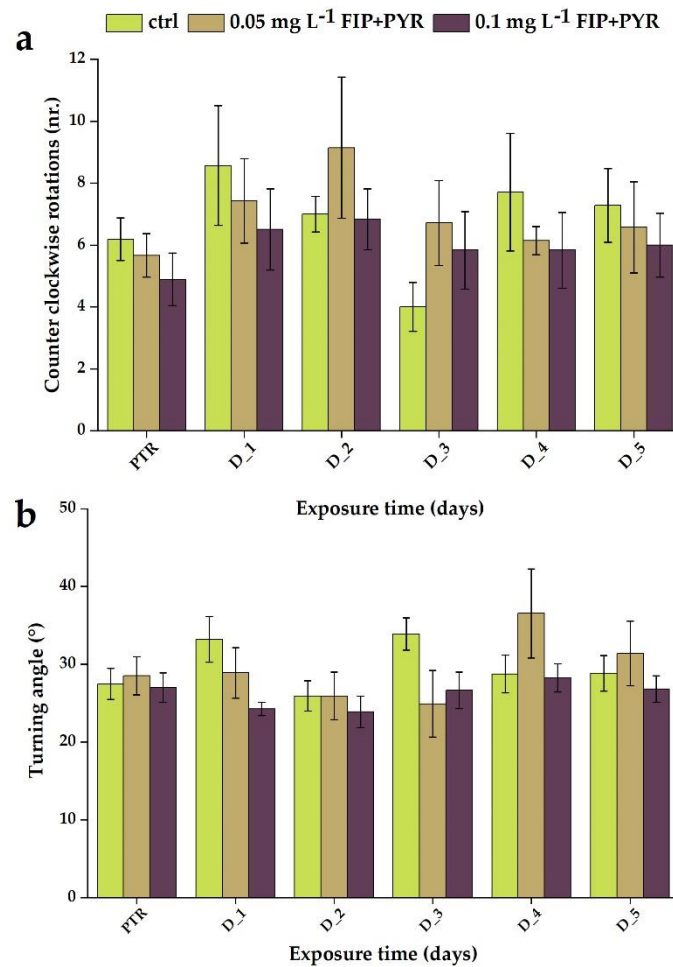 ctrl 0.05 mg L⁻¹ FIP+PYR 0.1 mg L⁻¹ FIP+PYR
a
Counter clockwise rotations (nr.)
12
10
8
6
4
2
0
PTR D_1 D_2 D_3 D_4 D_5
Exposure time (days)
b
Turning angle (°)
50
40
30
20
10
0
PTR D_1 D_2 D_3 D_4 D_5
Exposure time (days)